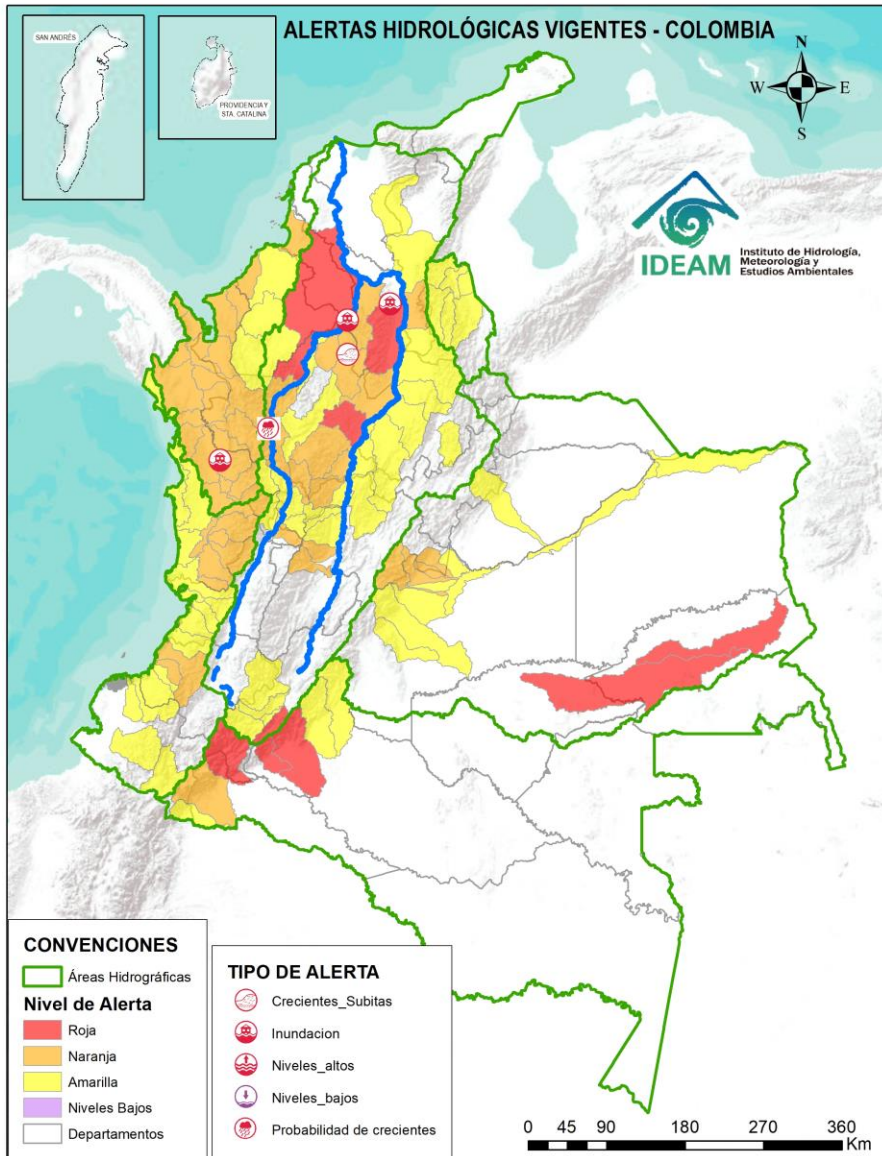 ALERTAS HIDROLÓGICAS VIGENTES - COLOMBIA
SAN ANDRÉS
PROVIDENCIA Y
STA. CATALINA
N
W
E
S
IDEAM
Instituto de Hidrología,
Meteorología y
Estudios Ambientales
CONVENCIONES
Áreas Hidrográficas
Nivel de Alerta
Roja
Naranja
Amarilla
Niveles Bajos
Departamentos
TIPO DE ALERTA
Crecientes_Subitas
Inundacion
Niveles_altos
Niveles_bajos
Probabilidad de crecientes
0 45 90 180 270 360
Km